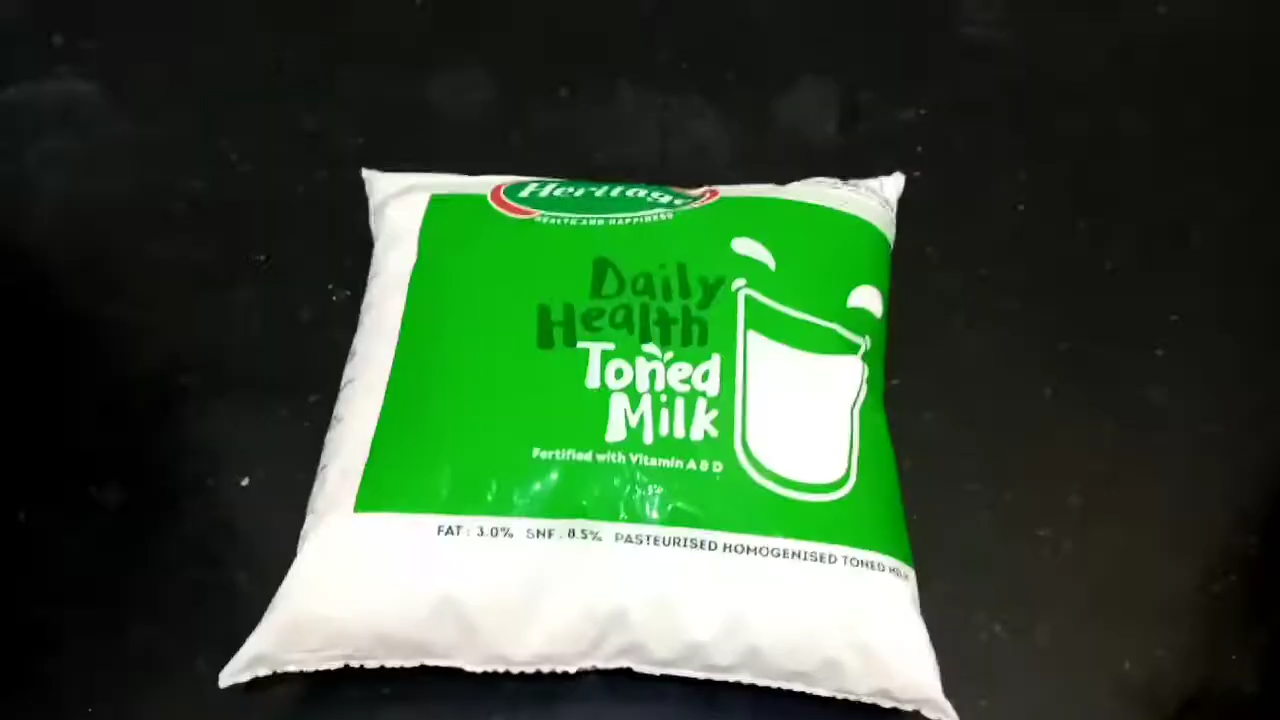 Heritage
HEALTH AND HAPPINESS
Daily
Health
Toned
Milk
Fortified with Vitamin A & D
FAT : 3.0% SNF . 8.5% PASTEURISED HOMOGENISED TONED MILK